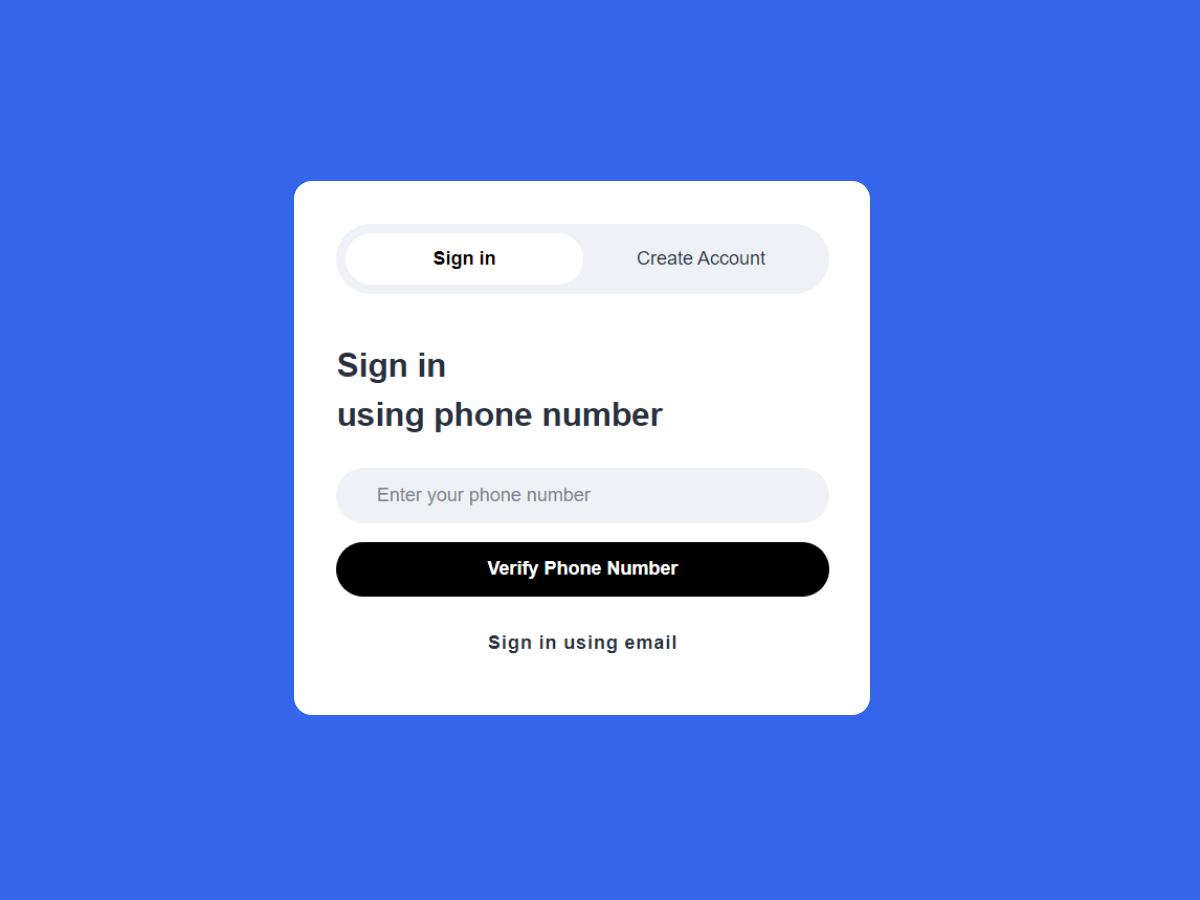 Sign in
Create Account
Sign in
using phone number
Enter your phone number
Verify Phone Number
Sign in using email